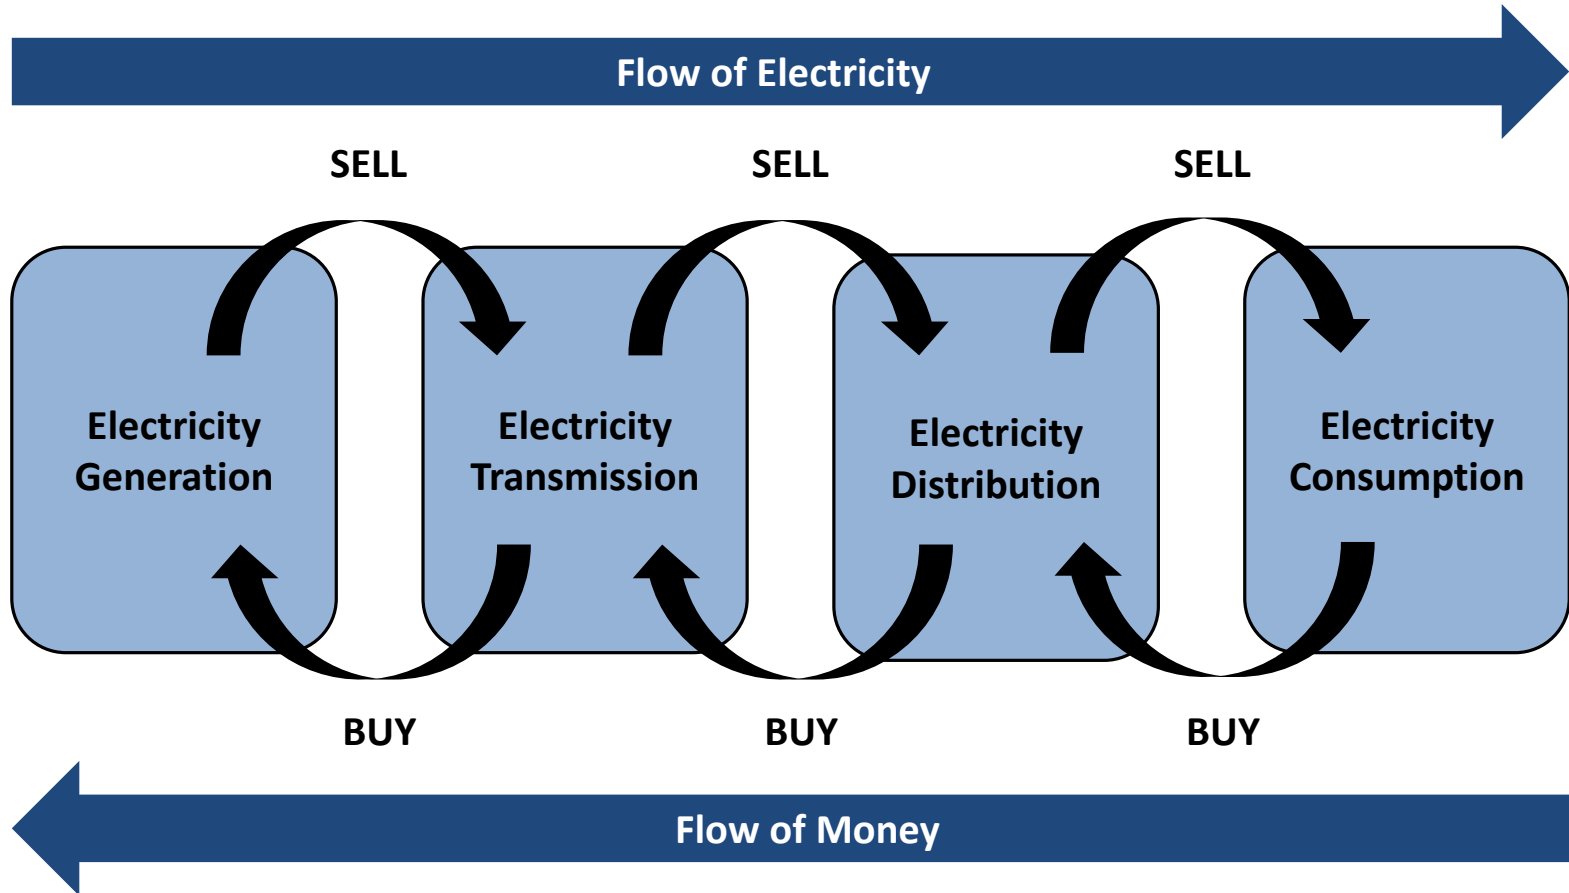 Flow of Electricity
SELL
SELL
SELL
Electricity
Generation
Electricity
Transmission
Electricity
Distribution
Electricity
Consumption
BUY
BUY
BUY
Flow of Money